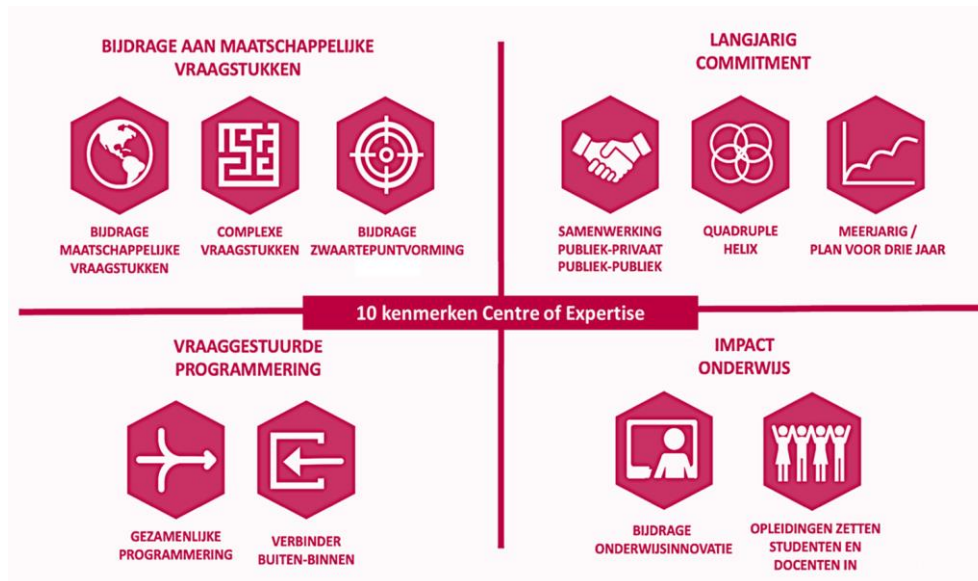 BIJDRAGE AAN MAATSCHAPPELIJKE
VRAAGSTUKKEN
BIJDRAGE
MAATSCHAPPELIJKE
VRAAGSTUKKEN
COMPLEXE
VRAAGSTUKKEN
BIJDRAGE
ZWAARTEPUNTVORMING
LANGJARIG
COMMITMENT
SAMENWERKING
PUBLIEK-PRIVAAT
PUBLIEK-PUBLIEK
QUADRUPLE
HELIX
MEERJARIG /
PLAN VOOR DRIE JAAR
10 kenmerken Centre of Expertise
VRAAGGESTUURDE
PROGRAMMERING
GEZAMENLIJKE
PROGRAMMERING
VERBINDER
BUITEN-BINNEN
IMPACT
ONDERWIJS
BIJDRAGE
ONDERWIJSINNOVATIE
OPLEIDINGEN ZETTEN
STUDENTEN EN
DOCENTEN IN